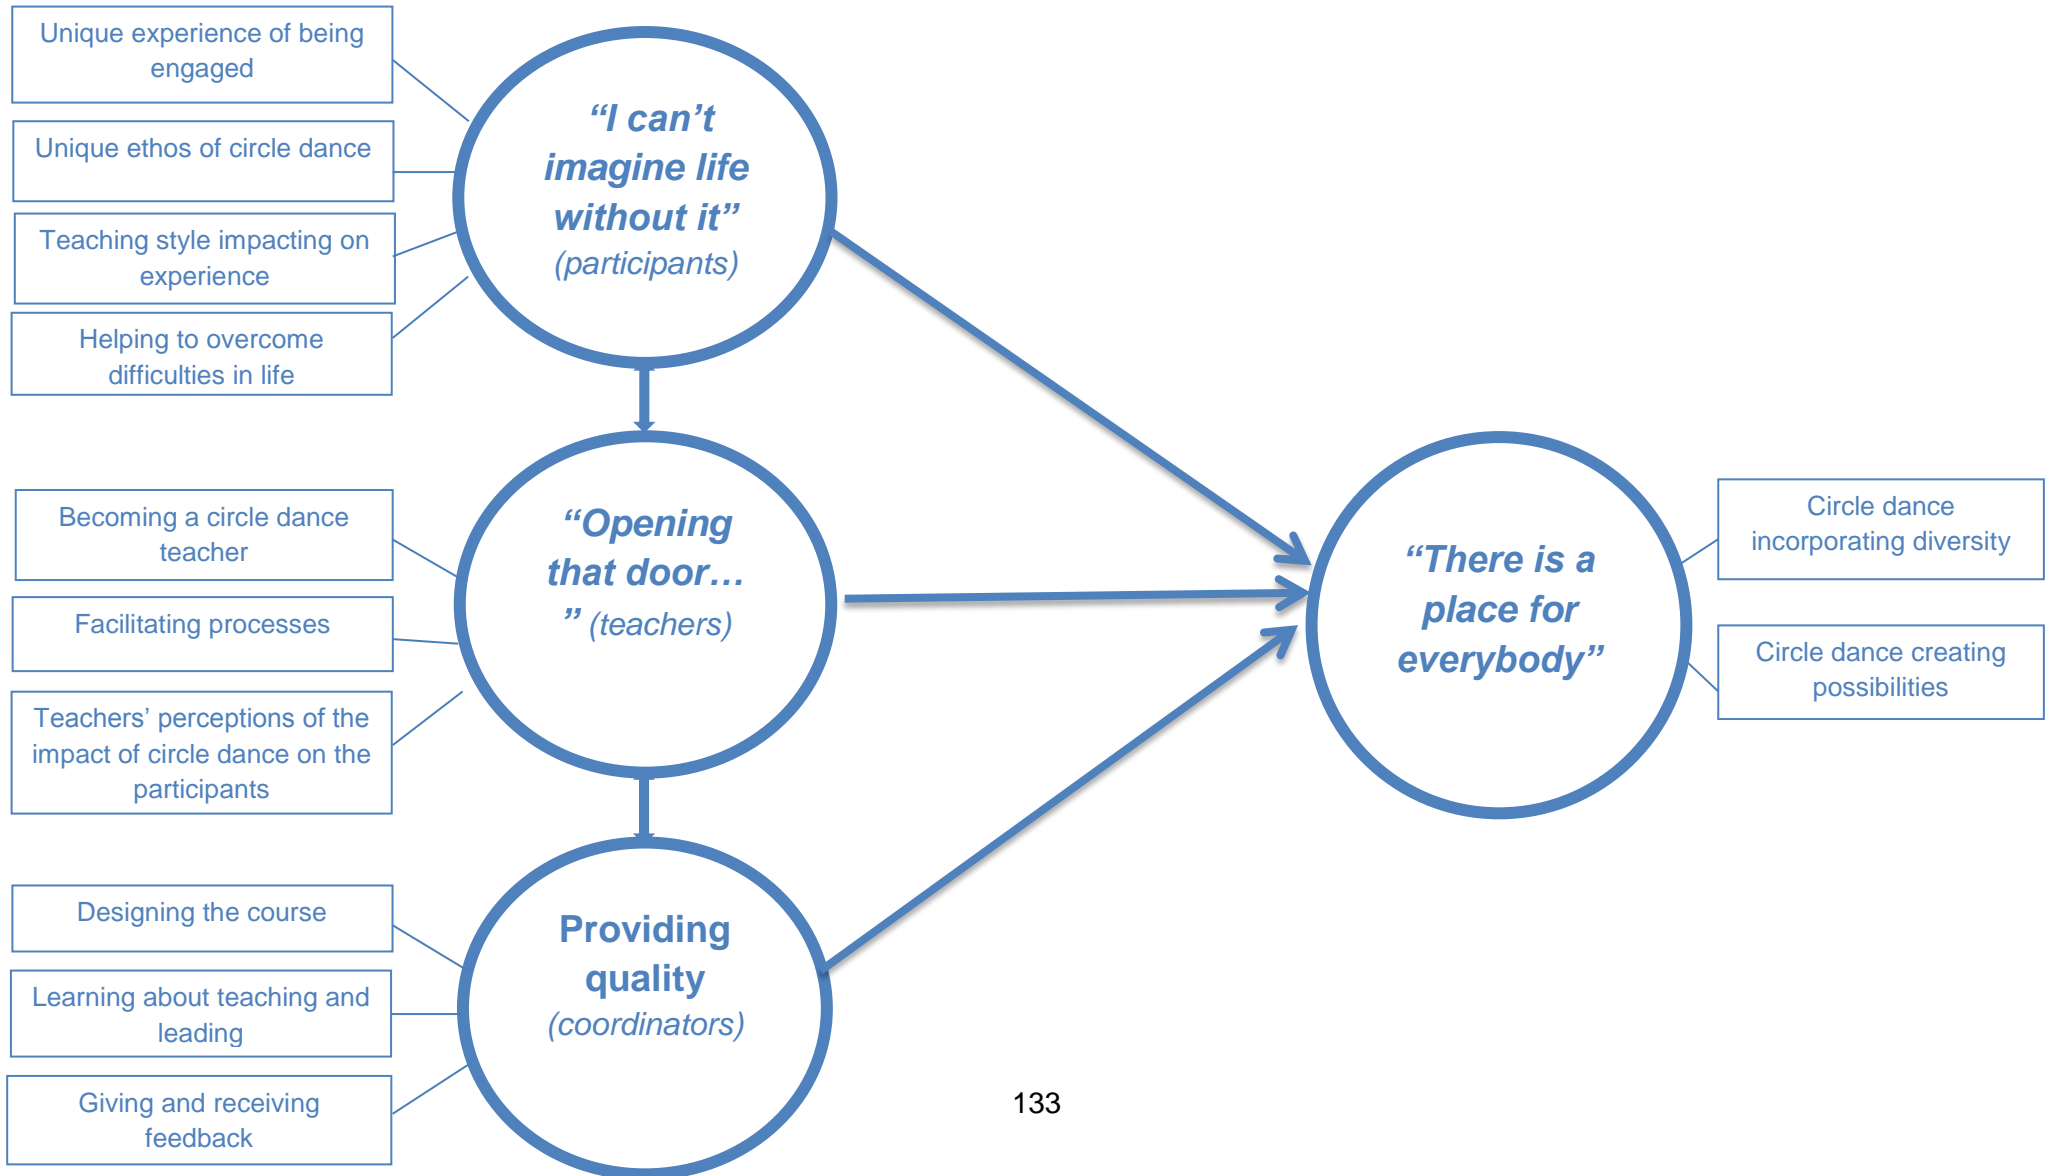 Unique experience of being
engaged
Unique ethos of circle dance
Teaching style impacting on
experience
Helping to overcome
difficulties in life
“I can’t
imagine life
without it”
(participants)
Becoming a circle dance
teacher
Facilitating processes
Teachers’ perceptions of the
impact of circle dance on the
participants
“Opening
that door…
” (teachers)
Designing the course
Learning about teaching and
leading
Giving and receiving
feedback
Providing
quality
(coordinators)
“There is a
place for
everybody”
Circle dance
incorporating diversity
Circle dance creating
possibilities
133